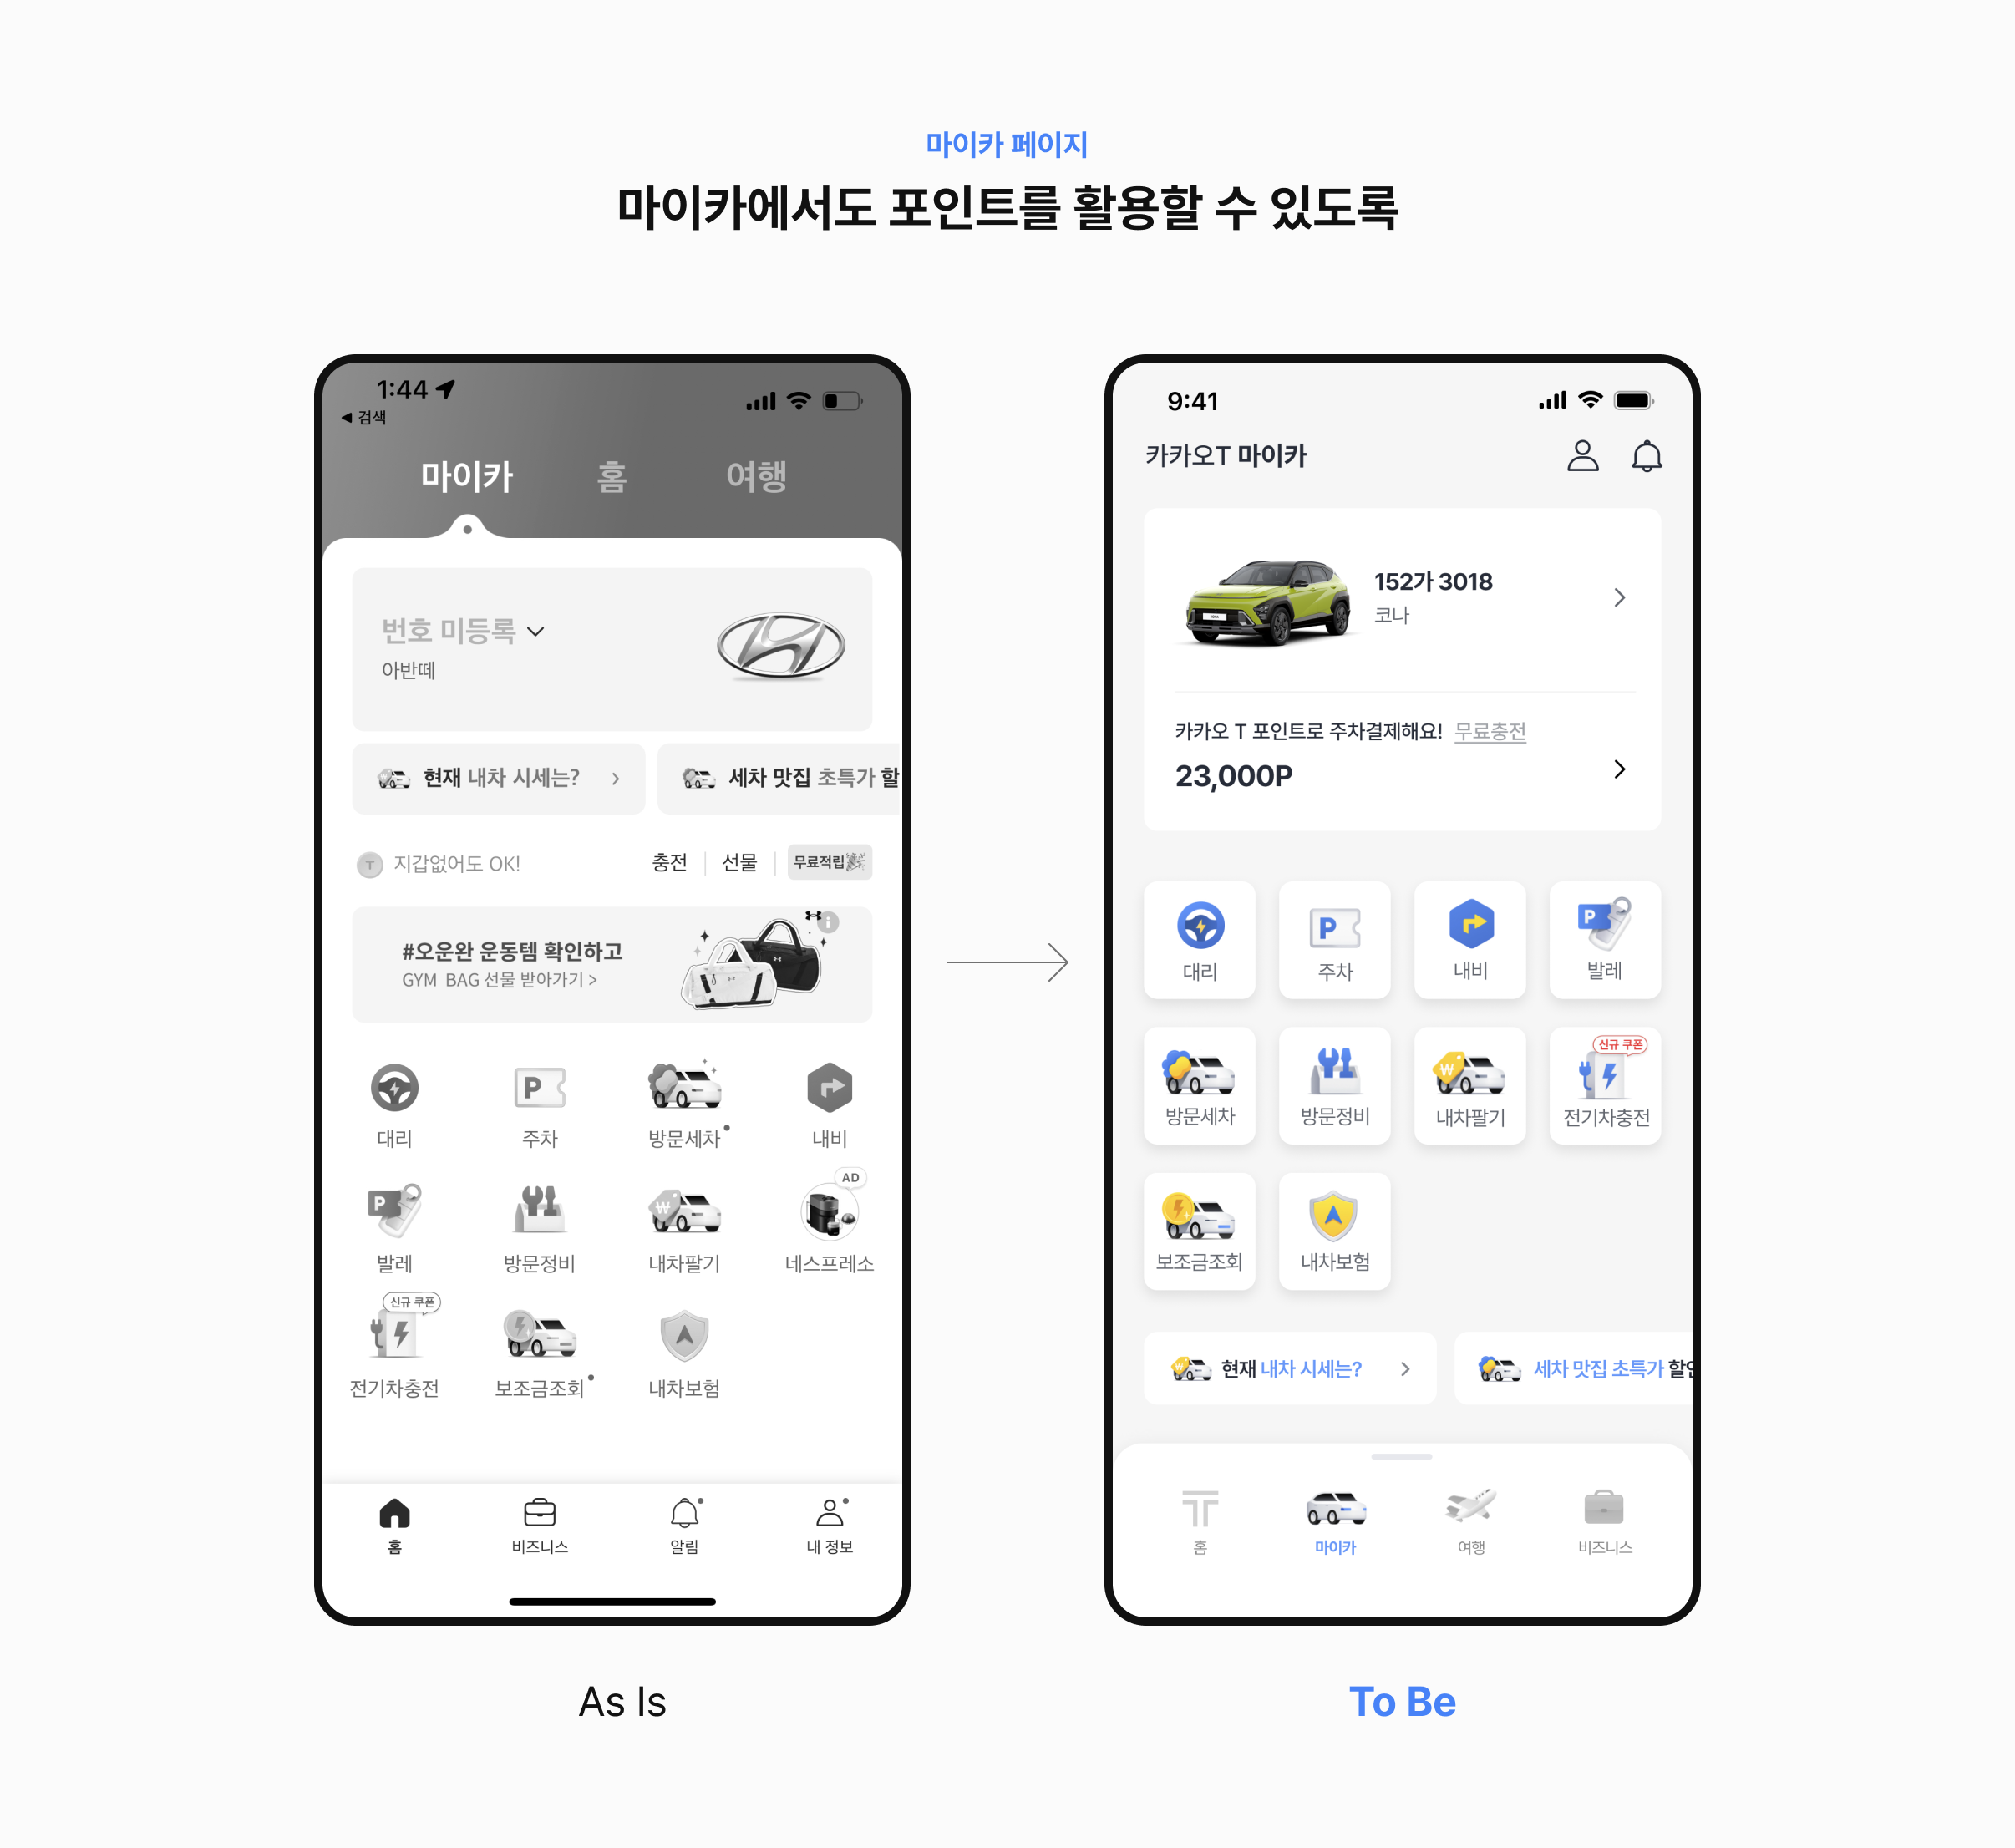 마이카 페이지
마이카에서도 포인트를 활용할 수 있도록
1:44
◀ 검색
마이카 홈 여행
번호 미등록
아반떼
현재 내차 시세는? >
세차 맛집 초특가 할
T 지갑없어도 OK!
충전 | 선물 | 무료적립
#오운완 운동템 확인하고
GYM BAG 선물 받아가기 >
P
대리 주차 방문세차 내비
P
₩
AD
발레 방문정비 내차팔기 네스프레소
신규 쿠폰
전기차충전 보조금조회 내차보험
홈 비즈니스 알림 내 정보
As Is
9:41
카카오T 마이카
152가 3018
코나
카카오 T 포인트로 주차결제해요! 무료충전
23,000P
P
P
대리 주차 내비 발레
₩
신규 쿠폰
방문세차 방문정비 내차팔기 전기차충전
보조금조회 내차보험
현재 내차 시세는? >
세차 맛집 초특가 할인
홈 마이카 여행 비즈니스
To Be